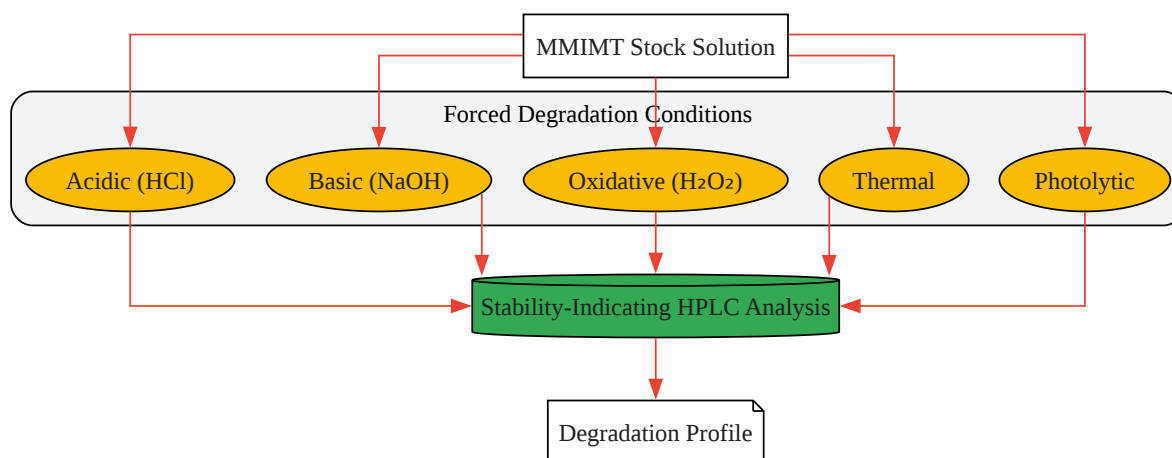 MMIMT Stock Solution
Forced Degradation Conditions
Acidic (HCl)
Basic (NaOH)
Oxidative (H₂O₂)
Thermal
Photolytic
Stability-Indicating HPLC Analysis
Degradation Profile